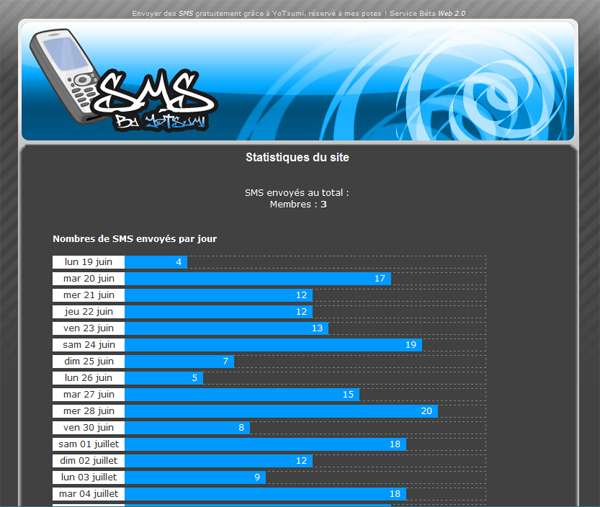 Envoyer des SMS gratuitement grâce à YoTsumi, réservé à mes potes ! Service Béta Web 2.0
SMS
By YoTsumi
Statistiques du site
SMS envoyés au total :
Membres : 3
Nombres de SMS envoyés par jour
lun 19 juin 4
mar 20 juin 17
mer 21 juin 12
jeu 22 juin 12
ven 23 juin 13
sam 24 juin 19
dim 25 juin 7
lun 26 juin 5
mar 27 juin 15
mer 28 juin 20
ven 30 juin 8
sam 01 juillet 18
dim 02 juillet 12
lun 03 juillet 9
mar 04 juillet 18